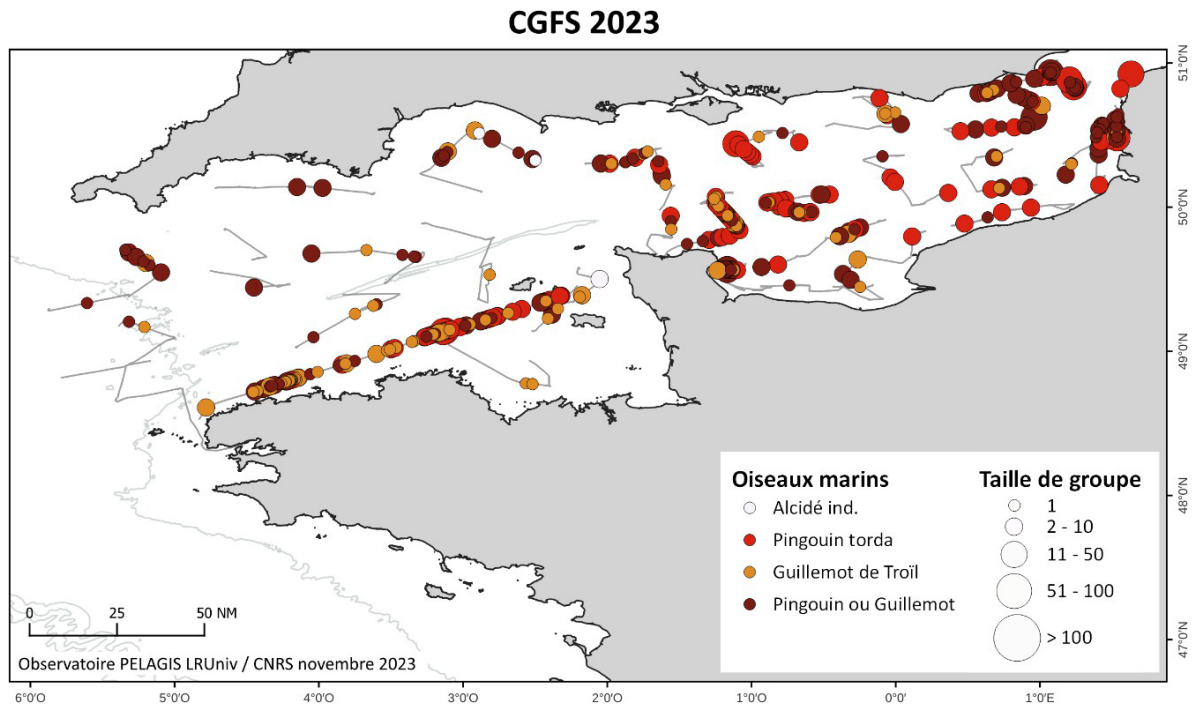 CGFS 2023
51°0'N
50°0'N
49°0'N
48°0'N
47°0'N
Oiseaux marins
Alcidé ind.
Pingouin torda
Guillemot de Troïl
Pingouin ou Guillemot
Taille de groupe
1
2 - 10
11 - 50
51 - 100
> 100
0 25 50 NM
Observatoire PELAGIS LRUniv / CNRS novembre 2023
6°0'O 5°0'O 4°0'O 3°0'O 2°0'O 1°0'O 0°0' 1°0'E